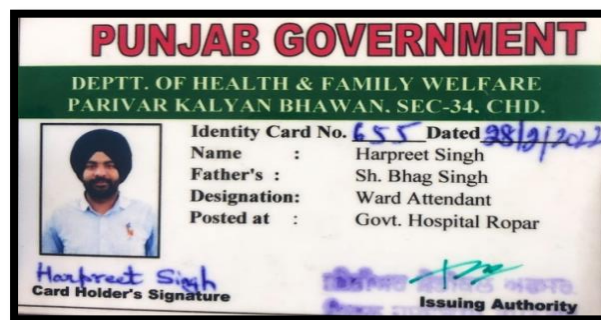 PUNJAB GOVERNMENT
DEPTT. OF HEALTH & FAMILY WELFARE
PARIVAR KALYAN BHAWAN. SEC-34. CHD.
Identity Card No. 655 Dated 28/2/2022
Name : Harpreet Singh
Father's : Sh. Bhag Singh
Designation: Ward Attendant
Posted at : Govt. Hospital Ropar
Harpreet Singh
Card Holder's Signature
Issuing Authority